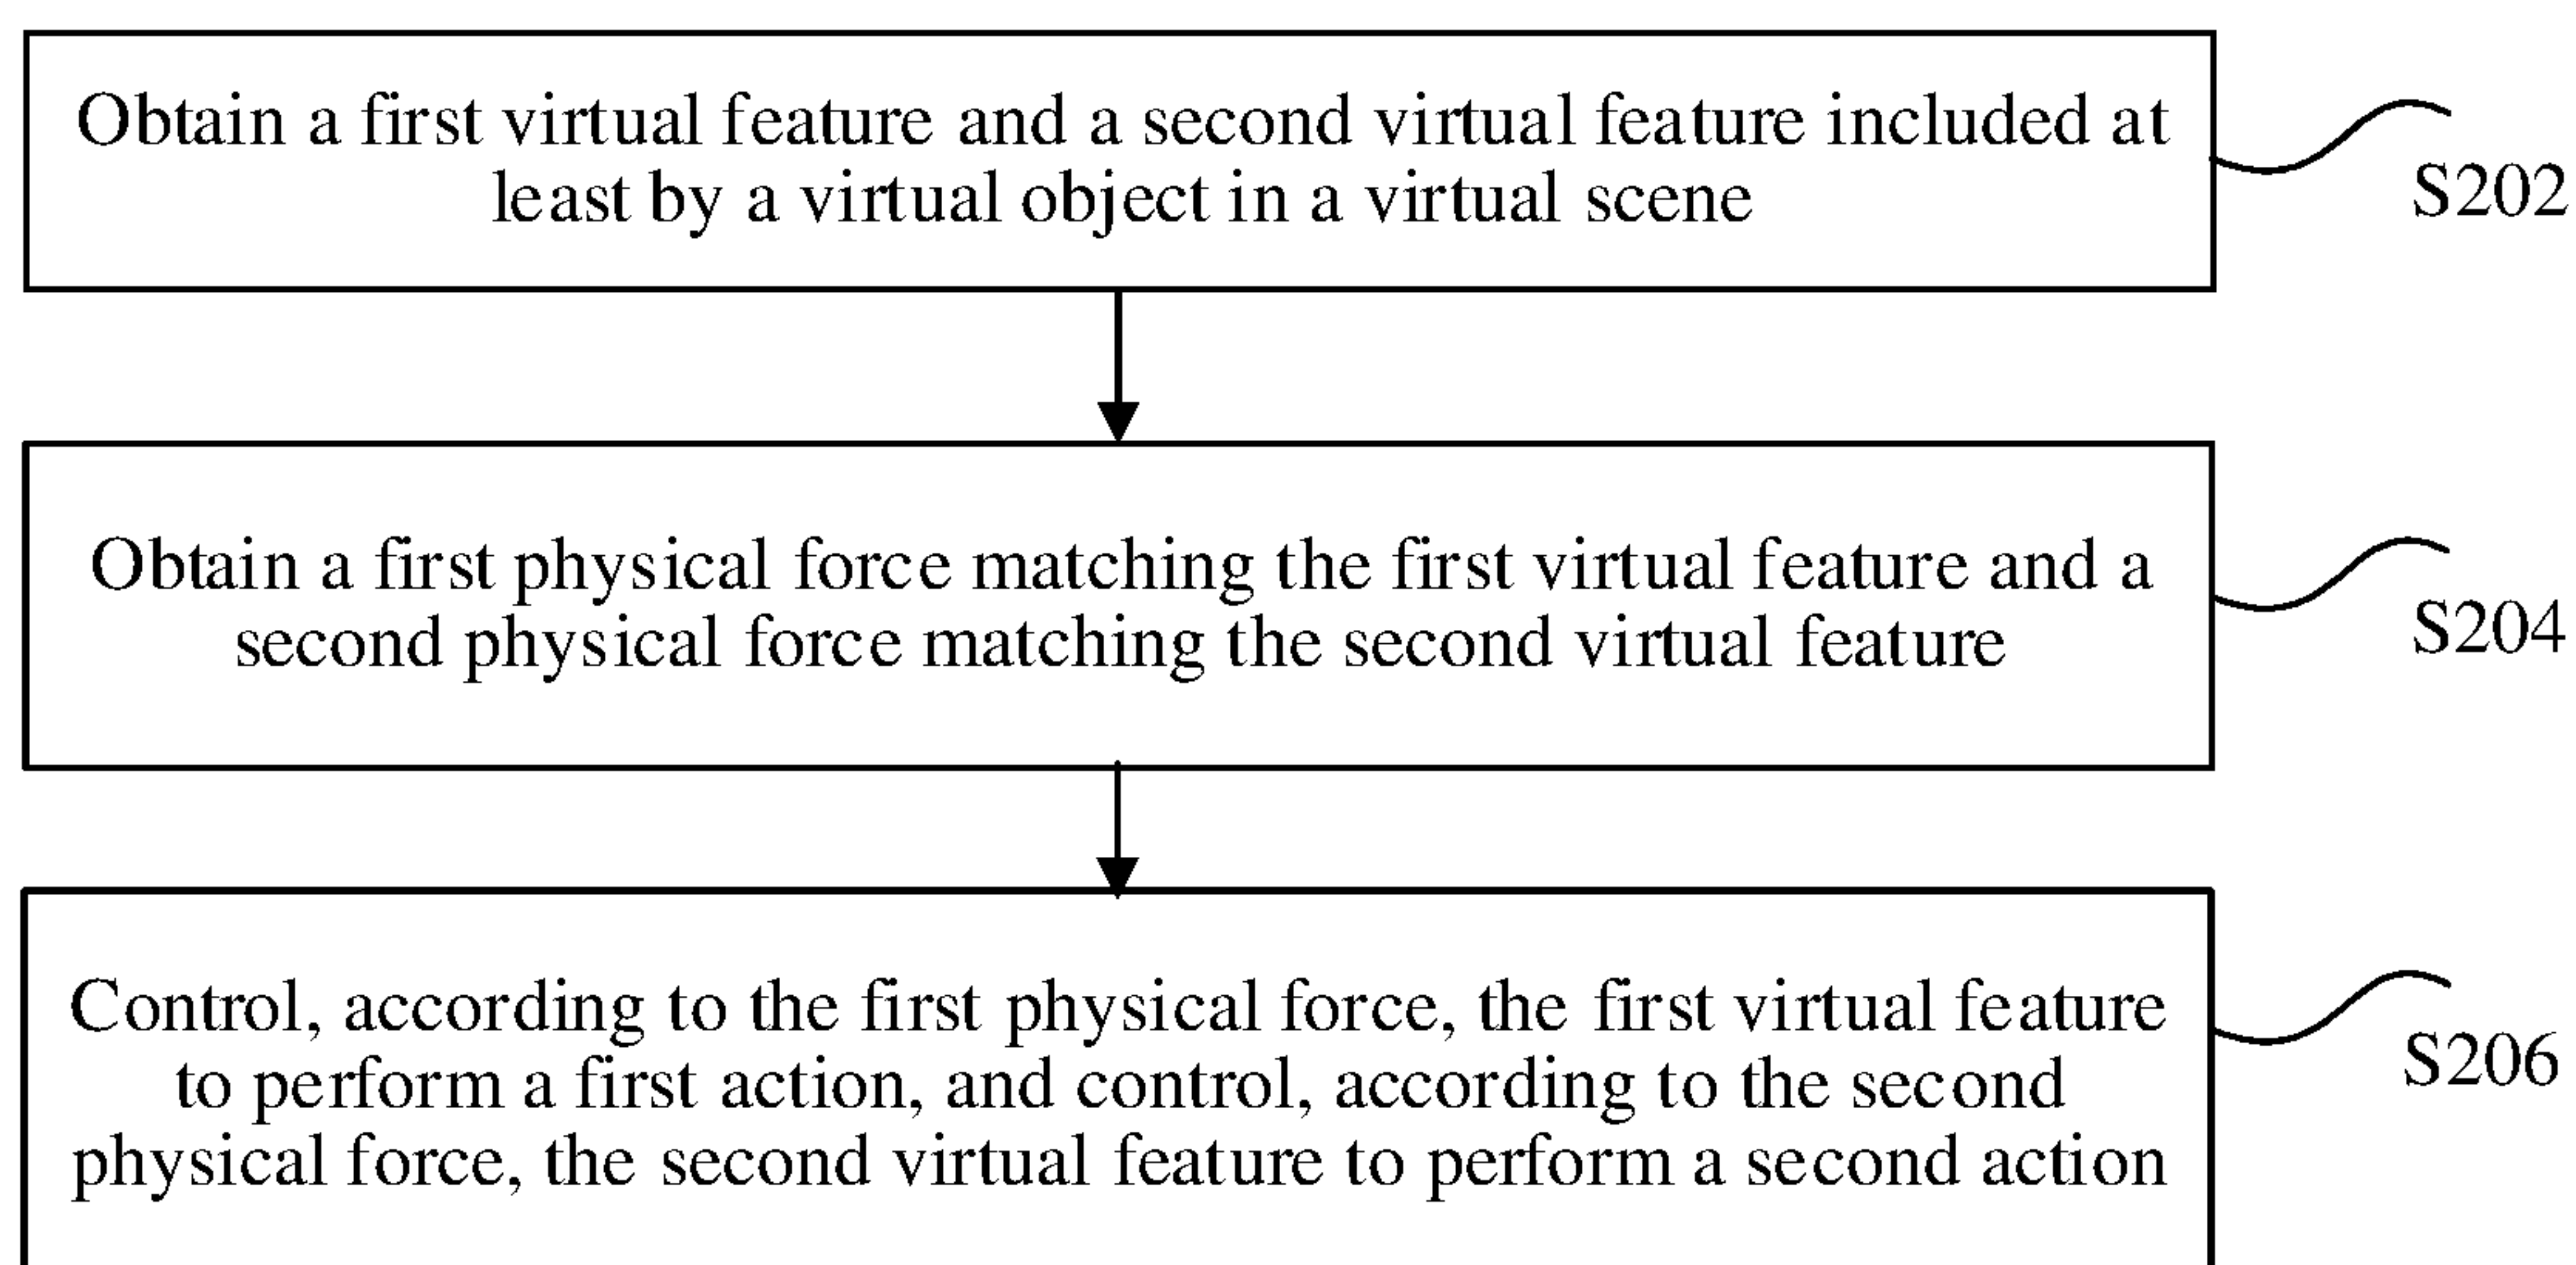 Obtain a first virtual feature and a second virtual feature included at
least by a virtual object in a virtual scene
S202
Obtain a first physical force matching the first virtual feature and a
second physical force matching the second virtual feature
S204
Control, according to the first physical force, the first virtual feature
to perform a first action, and control, according to the second
physical force, the second virtual feature to perform a second action
S206